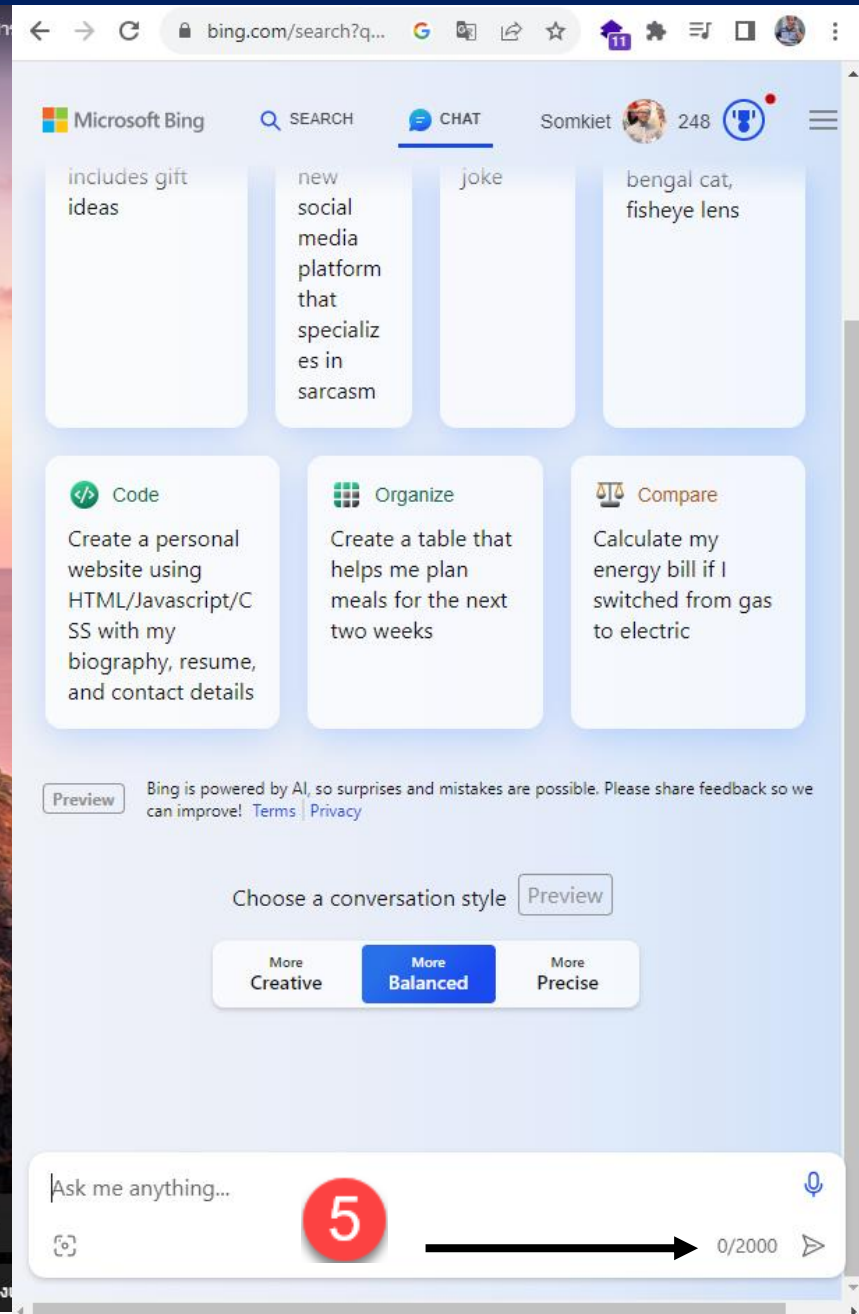 bing.com/search?q...
11
Microsoft Bing
SEARCH
CHAT
Somkiet
248
includes gift
ideas
new
social
media
platform
that
specializ
es in
sarcasm
joke
bengal cat,
fisheye lens
Code
Create a personal
website using
HTML/Javascript/C
SS with my
biography, resume,
and contact details
Organize
Create a table that
helps me plan
meals for the next
two weeks
Compare
Calculate my
energy bill if I
switched from gas
to electric
Preview
Bing is powered by AI, so surprises and mistakes are possible. Please share feedback so we
can improve! Terms | Privacy
Choose a conversation style Preview
More
Creative
More
Balanced
More
Precise
Ask me anything...
5
0/2000